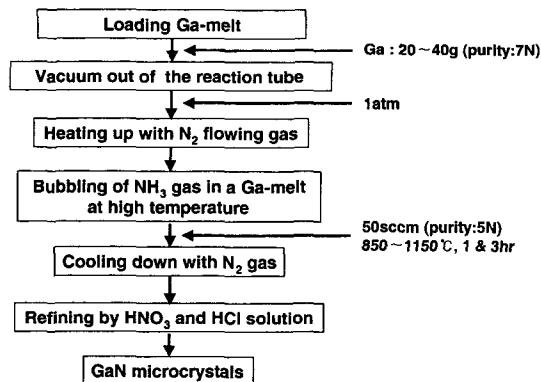 Loading Ga-melt
Ga : 20~40g (purity:7N)
Vacuum out of the reaction tube
1atm
Heating up with N₂ flowing gas
Bubbling of NH₃ gas in a Ga-melt
at high temperature
50sccm (purity:5N)
850~1150℃, 1 & 3hr
Cooling down with N₂ gas
Refining by HNO₃ and HCl solution
GaN microcrystals